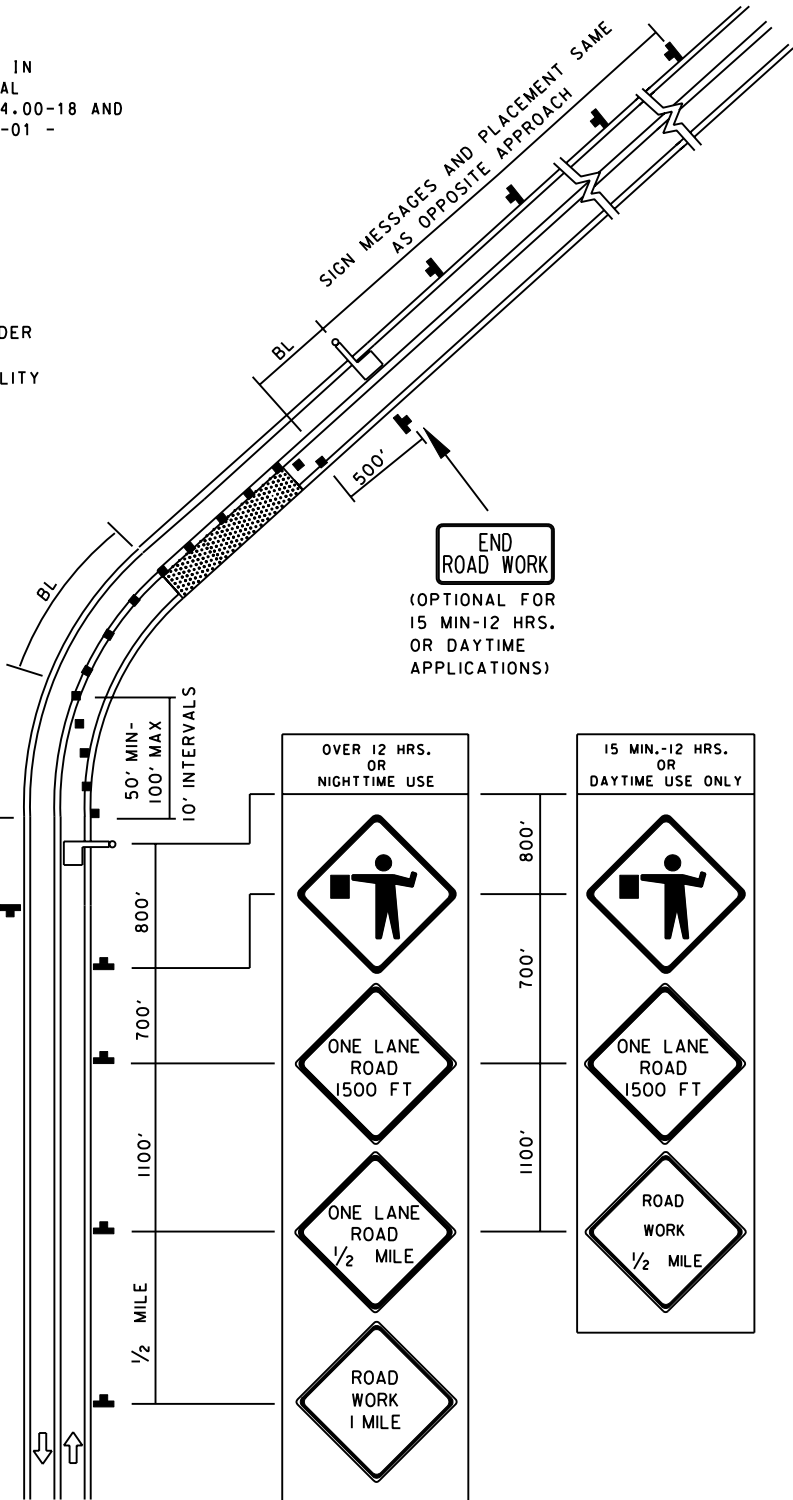 IN
AL
4.00-18 AND
-01 -
DER
LITY
SIGN MESSAGES AND PLACEMENT SAME
AS OPPOSITE APPROACH
BL
500'
END
ROAD WORK
(OPTIONAL FOR
15 MIN-12 HRS.
OR DAYTIME
APPLICATIONS)
BL
50' MIN-
100' MAX
10' INTERVALS
800'
700'
1100'
1/2 MILE
OVER 12 HRS.
OR
NIGHTTIME USE
ONE LANE
ROAD
1500 FT
ONE LANE
ROAD
1/2 MILE
ROAD
WORK
1 MILE
800'
700'
1100'
15 MIN.-12 HRS.
OR
DAYTIME USE ONLY
ONE LANE
ROAD
1500 FT
ROAD
WORK
1/2 MILE